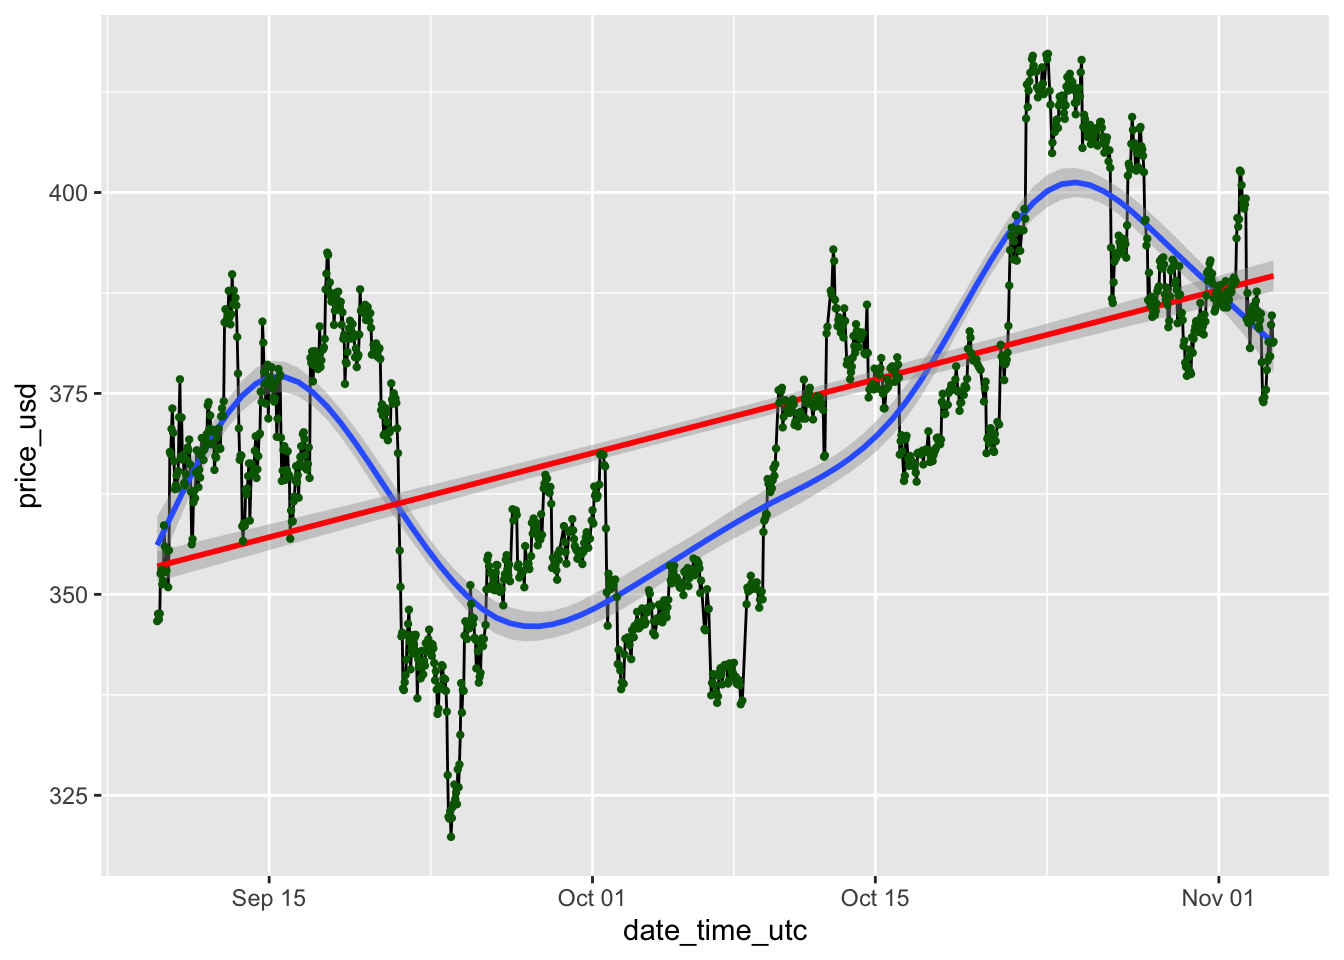 price_usd
400
375
350
325
Sep 15
Oct 01
Oct 15
Nov 01
date_time_utc